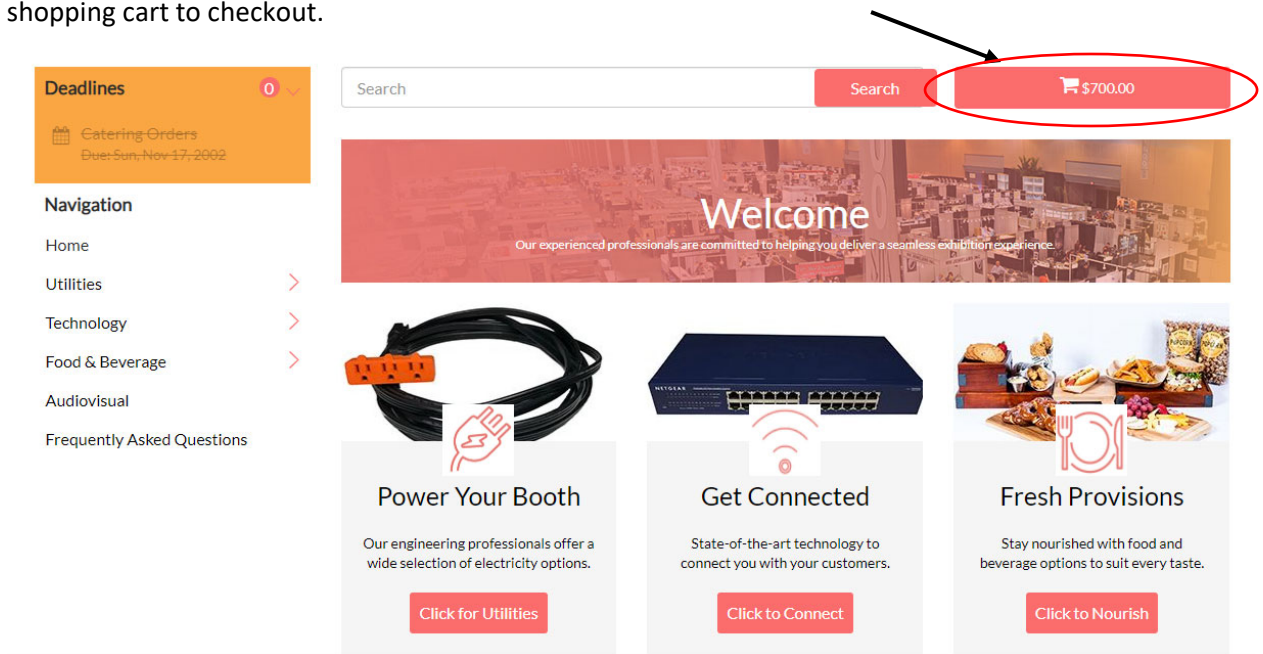 shopping cart to checkout.
Deadlines 0
Catering Orders
Due: Sun, Nov 17, 2002
Navigation
Home
Utilities
Technology
Food & Beverage
Audiovisual
Frequently Asked Questions
Search Search $700.00
Welcome
Our experienced professionals are committed to helping you deliver a seamless exhibition experience.
NETGEAR
POPCORN
Power Your Booth
Our engineering professionals offer a
wide selection of electricity options.
Click for Utilities
Get Connected
State-of-the-art technology to
connect you with your customers.
Click to Connect
Fresh Provisions
Stay nourished with food and
beverage options to suit every taste.
Click to Nourish